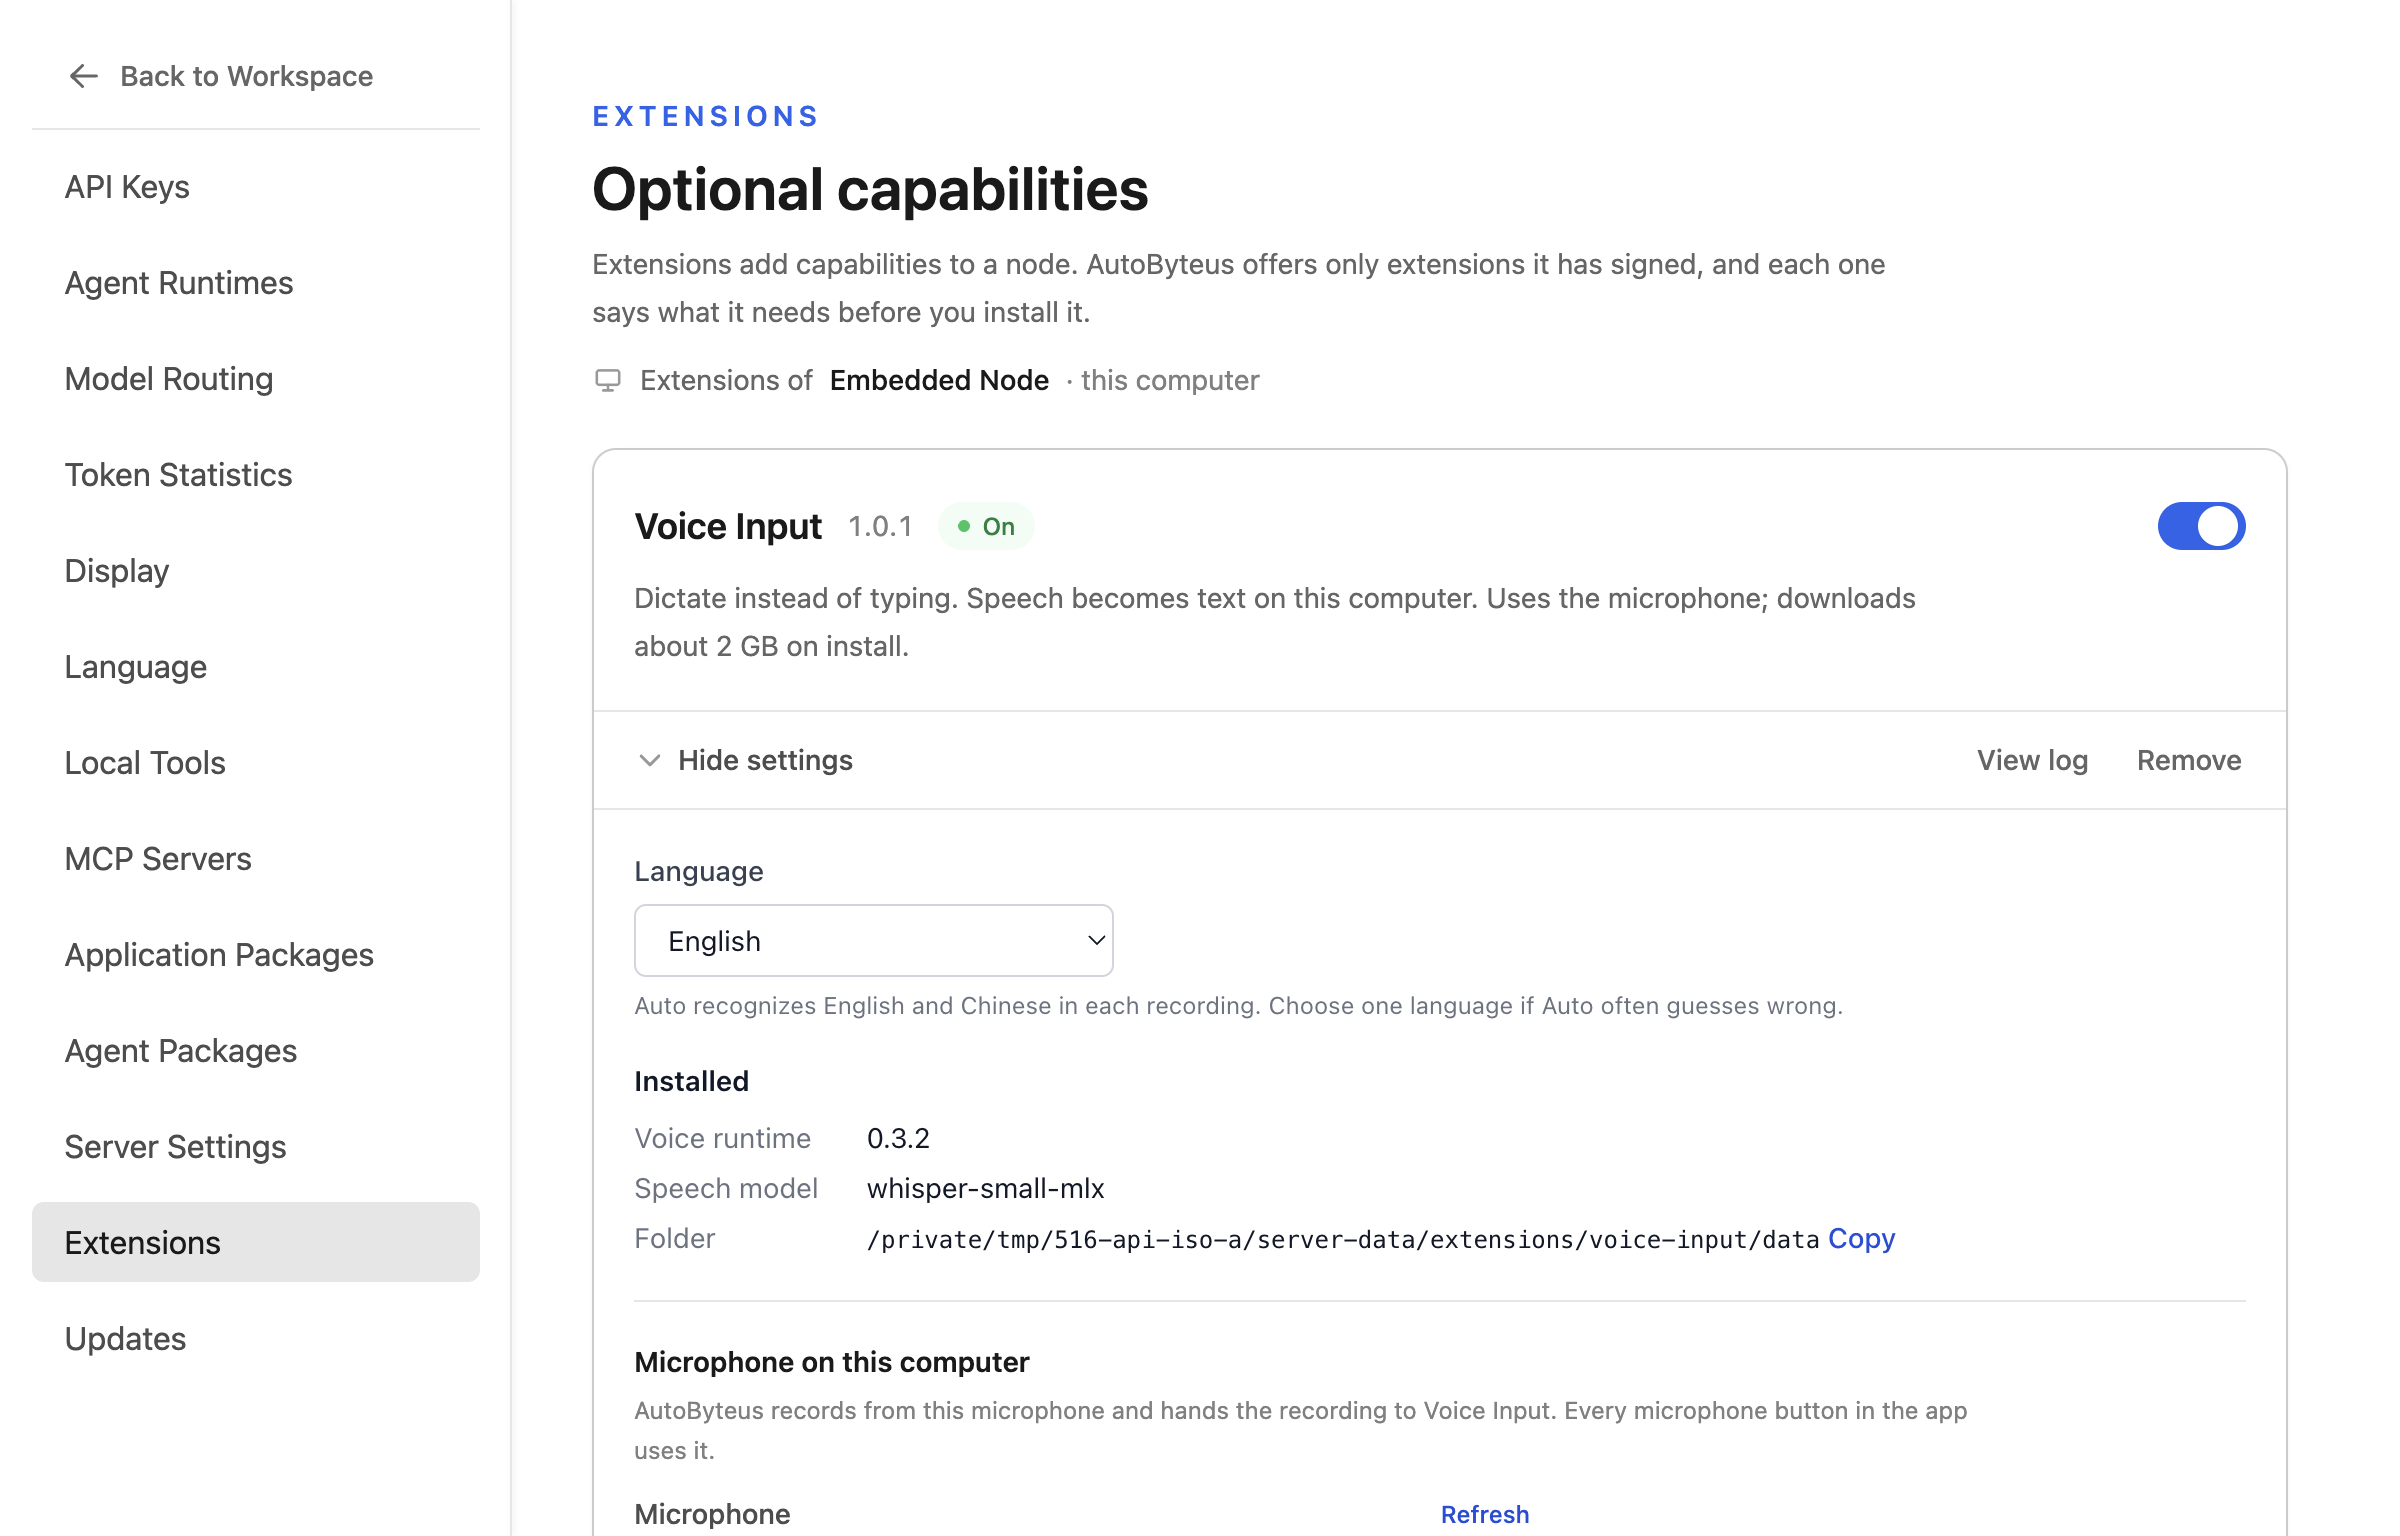 Back to Workspace
API Keys
Agent Runtimes
Model Routing
Token Statistics
Display
Language
Local Tools
MCP Servers
Application Packages
Agent Packages
Server Settings
Extensions
Updates
EXTENSIONS
Optional capabilities
Extensions add capabilities to a node. AutoByteus offers only extensions it has signed, and each one
says what it needs before you install it.
Extensions of Embedded Node · this computer
Voice Input 1.0.1 On
Dictate instead of typing. Speech becomes text on this computer. Uses the microphone; downloads
about 2 GB on install.
Hide settings View log Remove
Language
English
Auto recognizes English and Chinese in each recording. Choose one language if Auto often guesses wrong.
Installed
Voice runtime 0.3.2
Speech model whisper-small-mlx
Folder /private/tmp/516-api-iso-a/server-data/extensions/voice-input/data Copy
Microphone on this computer
AutoByteus records from this microphone and hands the recording to Voice Input. Every microphone button in the app
uses it.
Microphone Refresh